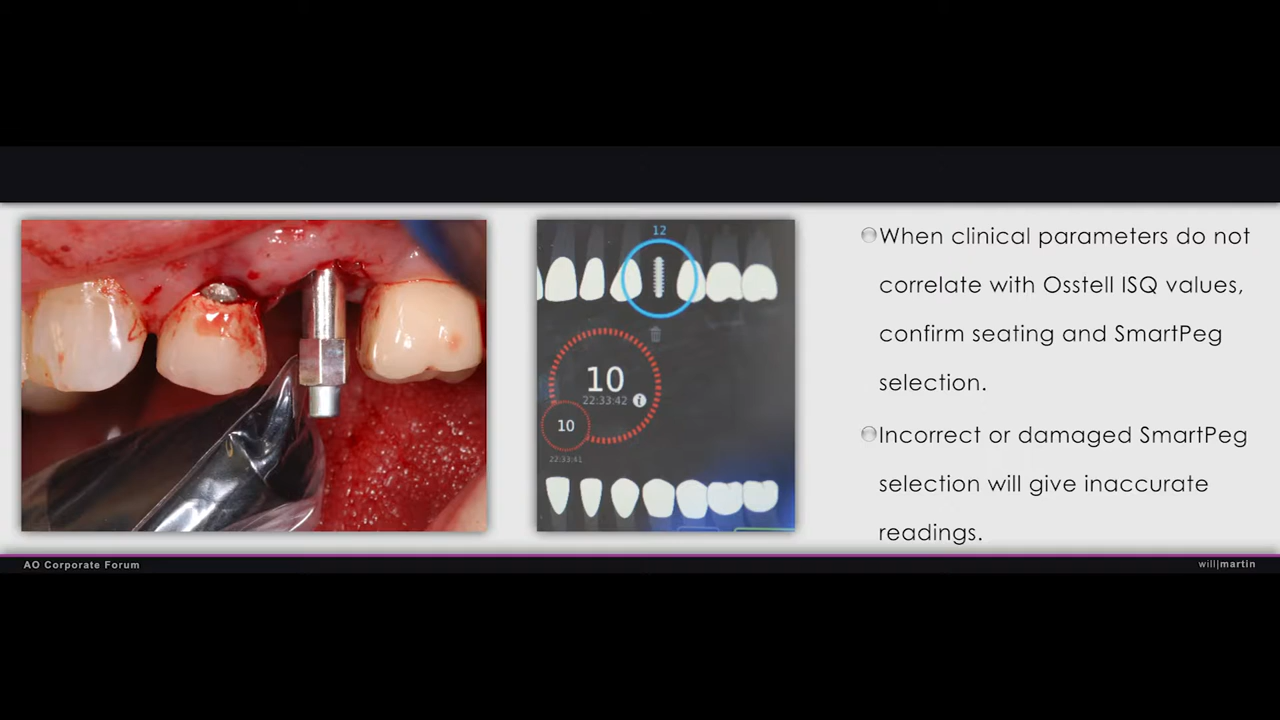 12
10
22:33:42
10
22:33:41
When clinical parameters do not
correlate with Osstell ISQ values,
confirm seating and SmartPeg
selection.
Incorrect or damaged SmartPeg
selection will give inaccurate
readings.
AO Corporate Forum
will|martin